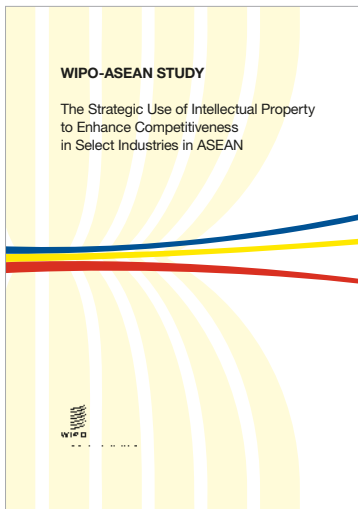 WIPO-ASEAN STUDY
The Strategic Use of Intellectual Property
to Enhance Competitiveness
in Select Industries in ASEAN
WIPO